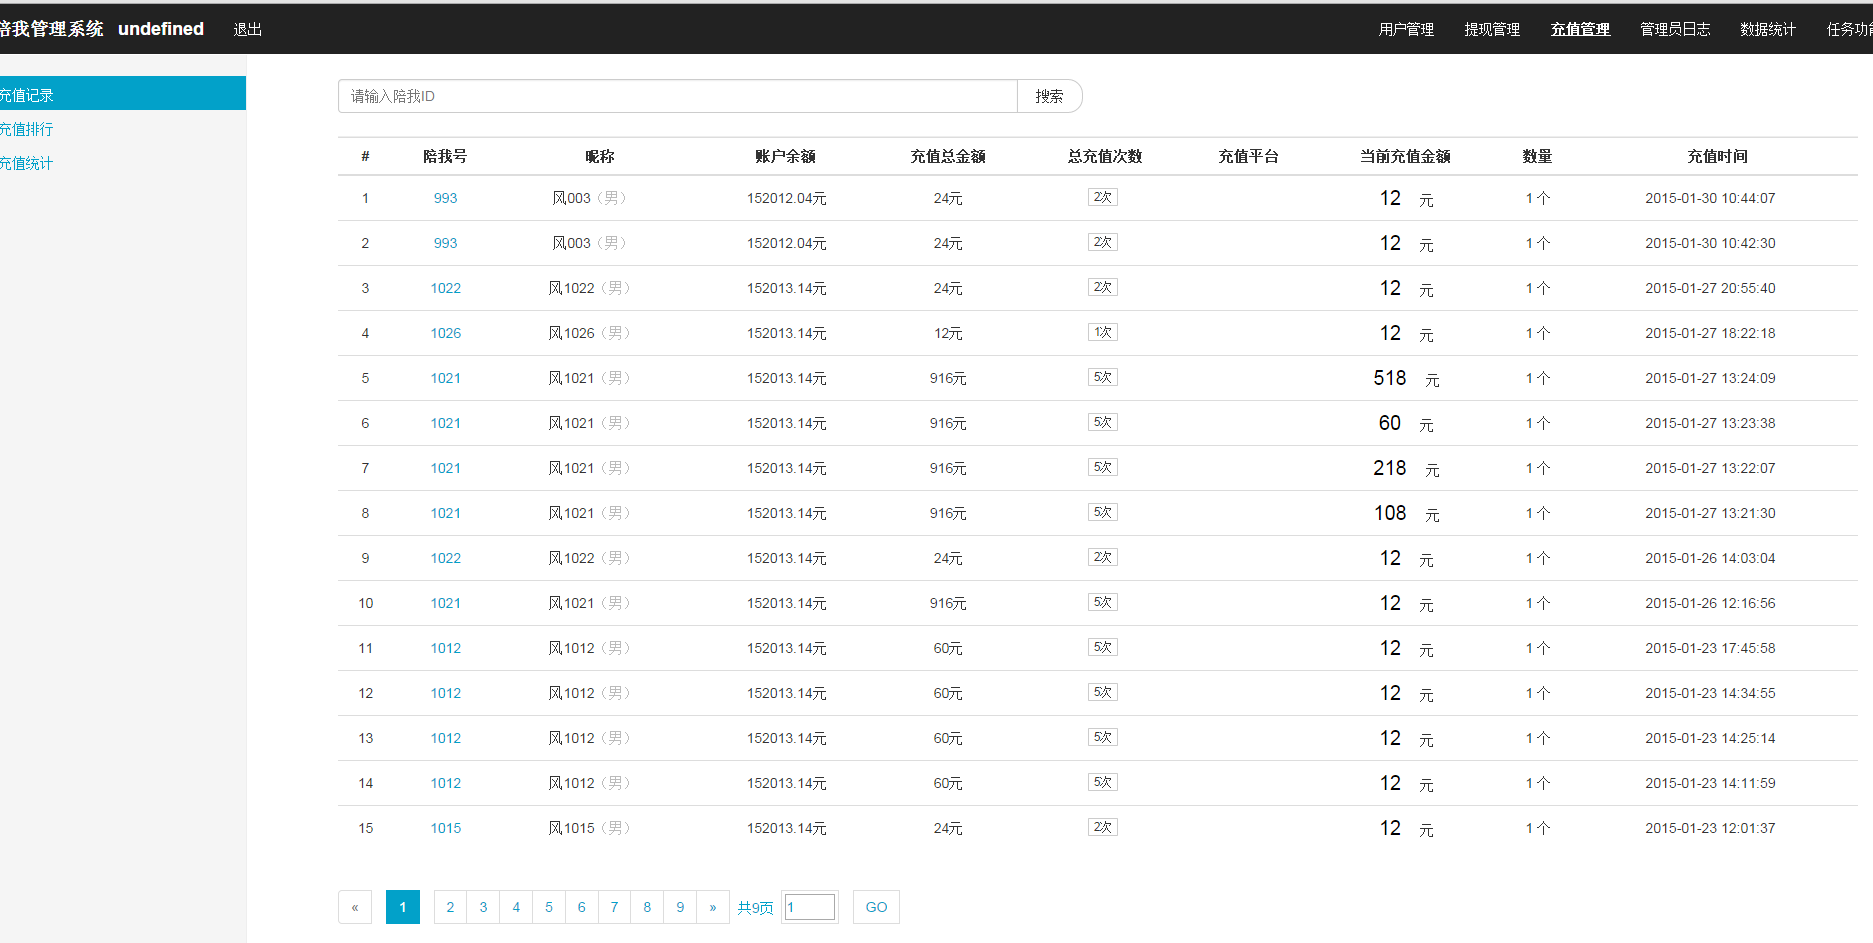 陪我管理系统 undefined 退出 用户管理 提现管理 充值管理 管理员日志 数据统计 任务功能
充值记录
充值排行
充值统计
请输入陪我ID 搜索
# 陪我号 昵称 账户余额 充值总金额 总充值次数 充值平台 当前充值金额 数量 充值时间
1 993 风003（男） 152012.04元 24元 2次 12 元 1个 2015-01-30 10:44:07
2 993 风003（男） 152012.04元 24元 2次 12 元 1个 2015-01-30 10:42:30
3 1022 风1022（男） 152013.14元 24元 2次 12 元 1个 2015-01-27 20:55:40
4 1026 风1026（男） 152013.14元 12元 1次 12 元 1个 2015-01-27 18:22:18
5 1021 风1021（男） 152013.14元 916元 5次 518 元 1个 2015-01-27 13:24:09
6 1021 风1021（男） 152013.14元 916元 5次 60 元 1个 2015-01-27 13:23:38
7 1021 风1021（男） 152013.14元 916元 5次 218 元 1个 2015-01-27 13:22:07
8 1021 风1021（男） 152013.14元 916元 5次 108 元 1个 2015-01-27 13:21:30
9 1022 风1022（男） 152013.14元 24元 2次 12 元 1个 2015-01-26 14:03:04
10 1021 风1021（男） 152013.14元 916元 5次 12 元 1个 2015-01-26 12:16:56
11 1012 风1012（男） 152013.14元 60元 5次 12 元 1个 2015-01-23 17:45:58
12 1012 风1012（男） 152013.14元 60元 5次 12 元 1个 2015-01-23 14:34:55
13 1012 风1012（男） 152013.14元 60元 5次 12 元 1个 2015-01-23 14:25:14
14 1012 风1012（男） 152013.14元 60元 5次 12 元 1个 2015-01-23 14:11:59
15 1015 风1015（男） 152013.14元 24元 2次 12 元 1个 2015-01-23 12:01:37
« 1 2 3 4 5 6 7 8 9 » 共9页 1 GO